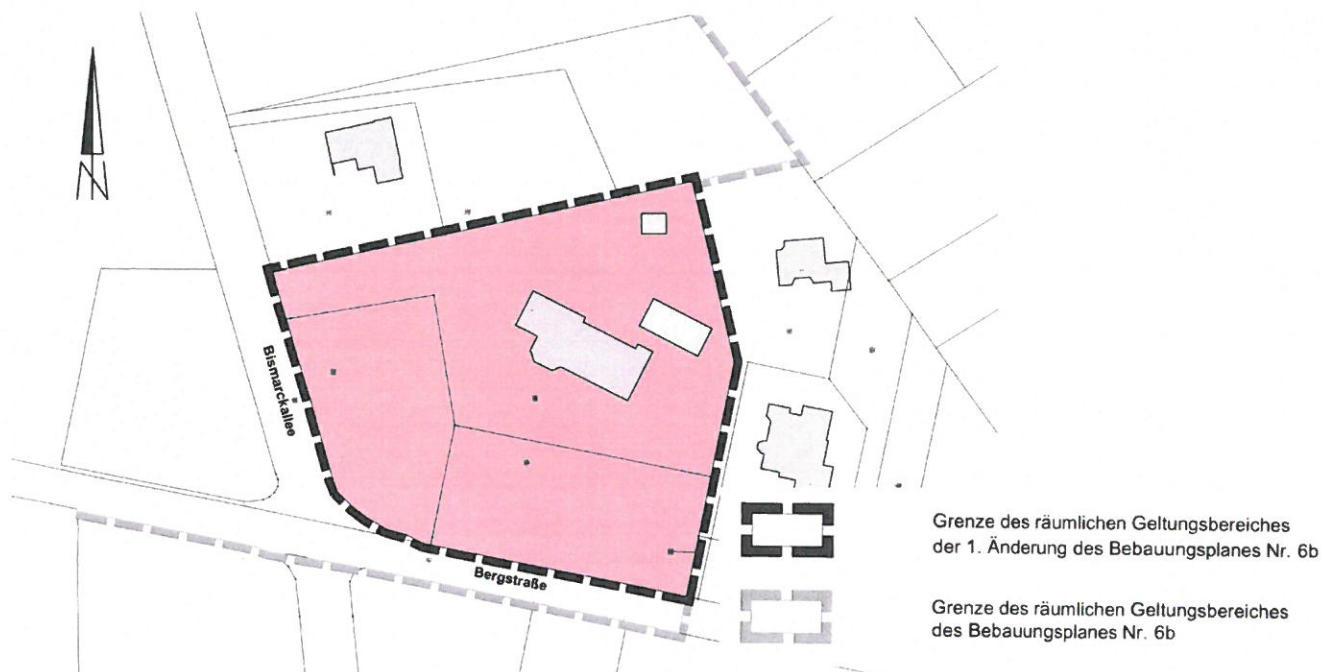 N
Bismarckallee
Bergstraße
Grenze des räumlichen Geltungsbereiches
der 1. Änderung des Bebauungsplanes Nr. 6b
Grenze des räumlichen Geltungsbereiches
des Bebauungsplanes Nr. 6b